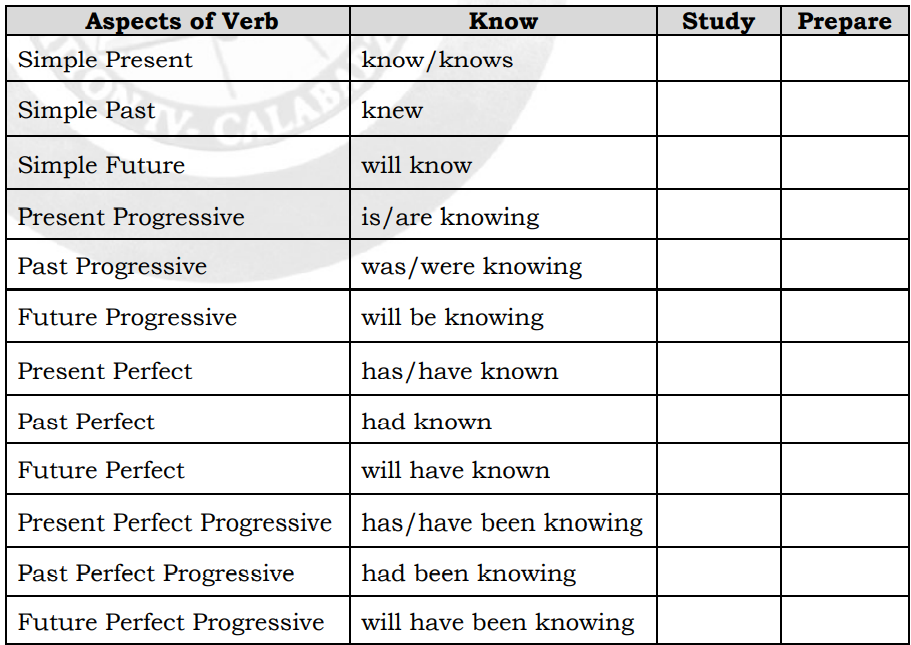 Aspects of Verb Know Study Prepare
Simple Present know/knows
Simple Past knew
Simple Future will know
Present Progressive is/are knowing
Past Progressive was/were knowing
Future Progressive will be knowing
Present Perfect has/have known
Past Perfect had known
Future Perfect will have known
Present Perfect Progressive has/have been knowing
Past Perfect Progressive had been knowing
Future Perfect Progressive will have been knowing